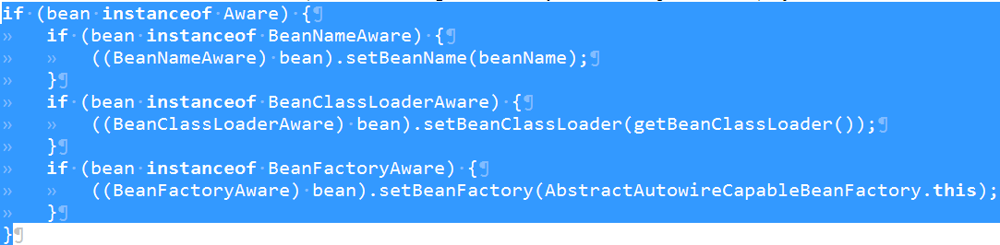 if (bean instanceof Aware) {¶
»   if (bean instanceof BeanNameAware) {¶
»   »   ((BeanNameAware) bean).setBeanName(beanName);¶
»   }¶
»   if (bean instanceof BeanClassLoaderAware) {¶
»   »   ((BeanClassLoaderAware) bean).setBeanClassLoader(getBeanClassLoader());¶
»   }¶
»   if (bean instanceof BeanFactoryAware) {¶
»   »   ((BeanFactoryAware) bean).setBeanFactory(AbstractAutowireCapableBeanFactory.this);
»   }¶
}¶